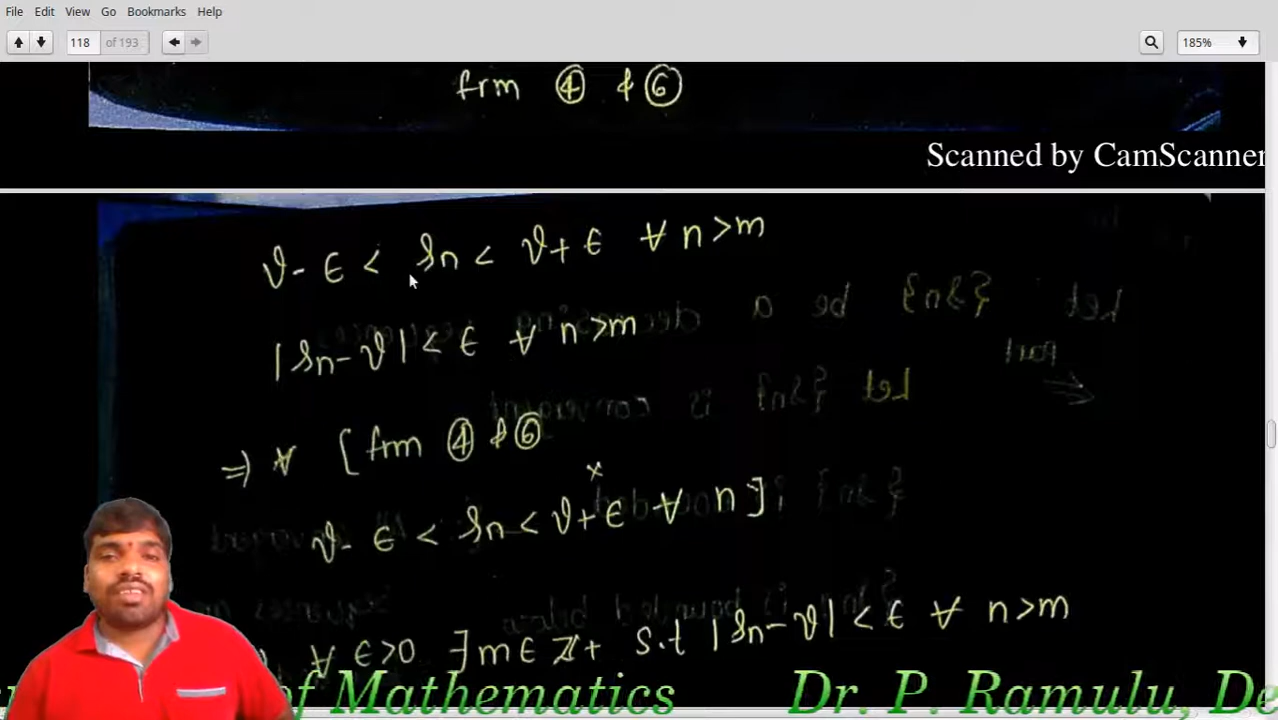 File Edit View Go Bookmarks Help
118 of 193 185%
frm ④ & ⑥
Scanned by CamScanner
υ - ε < sn < υ + ε ∀ n > m
|sn - υ| < ε ∀ n > m
⇒ ∀ [frm ④ & ⑥
x
υ - ε < sn < υ + ε ∀ n]
∀ ε > 0 ∃ m ∈ Z+ s.t |sn - υ| < ε ∀ n > m
of Mathematics Dr. P. Ramulu, De